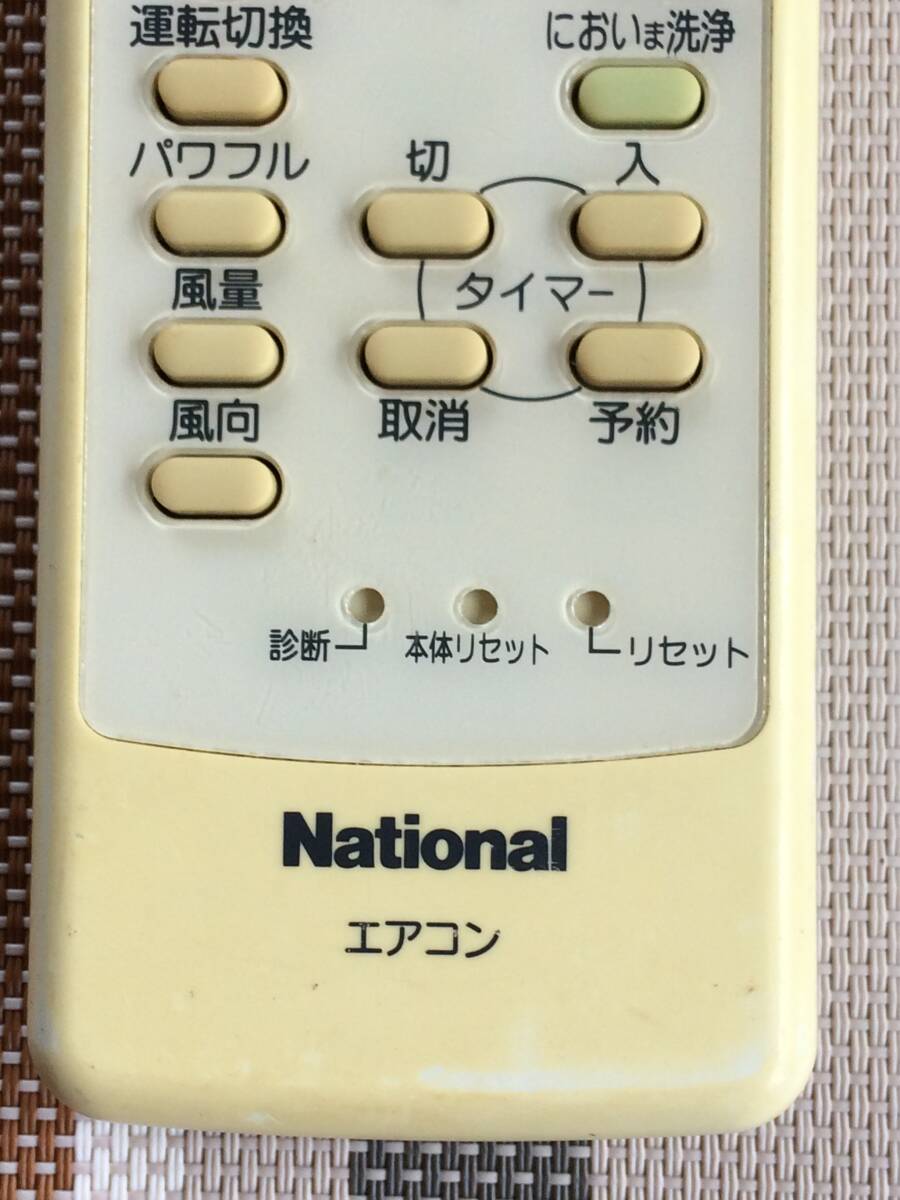 運転切換
においま洗浄
パワフル
切
入
風量
タイマー
風向
取消
予約
診断
本体リセット
リセット
National
エアコン